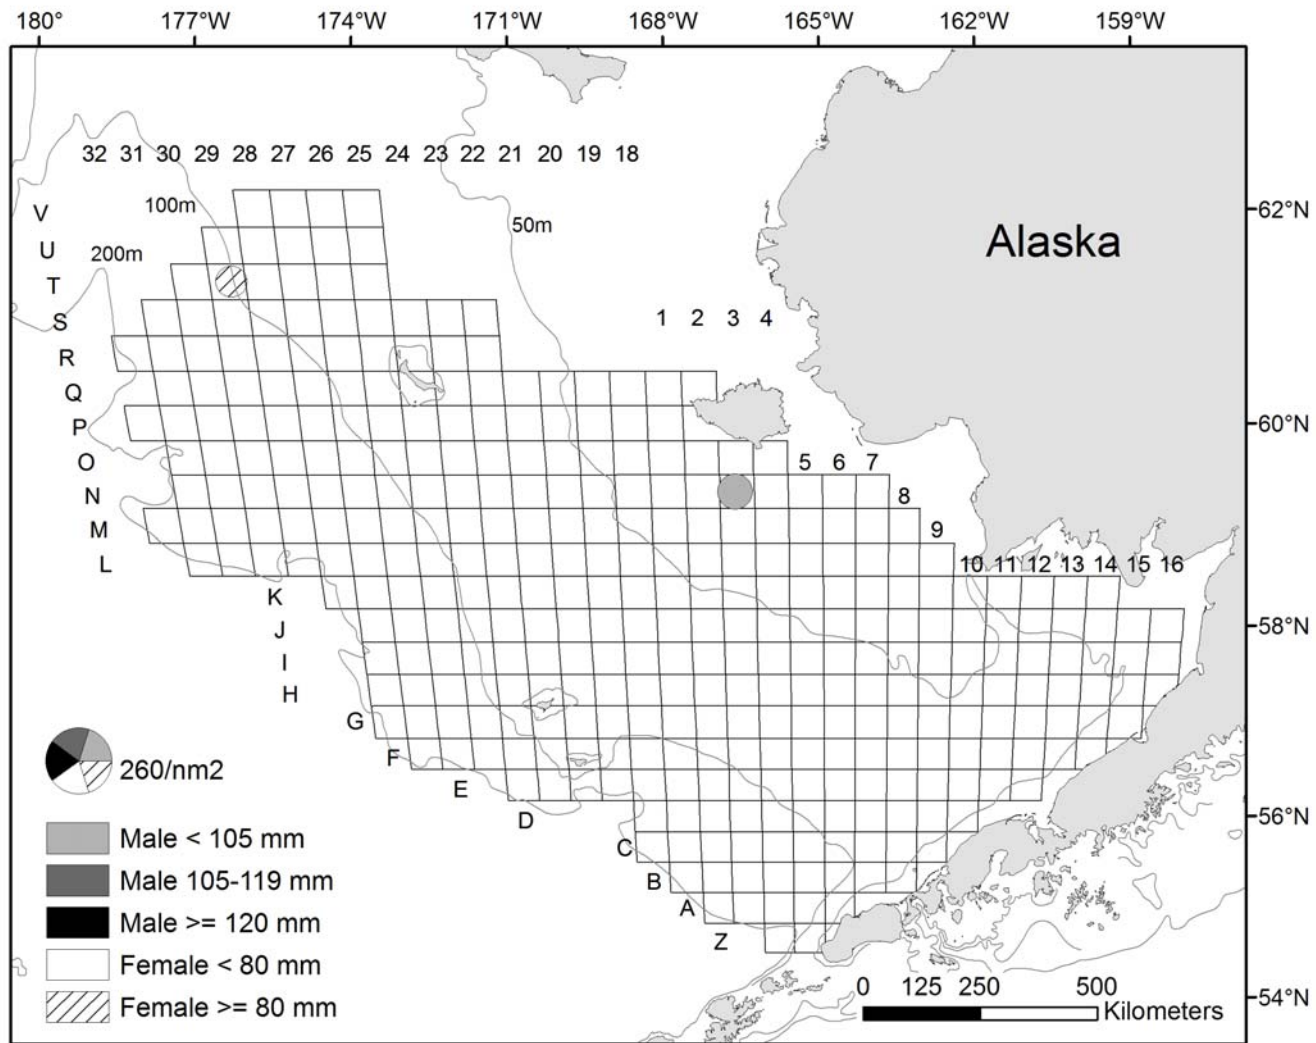 180° 177°W 174°W 171°W 168°W 165°W 162°W 159°W
32 31 30 29 28 27 26 25 24 23 22 21 20 19 18
100m
V
50m
62°N
U
200m
Alaska
T
S
1 2 3 4
R
Q
60°N
P
O
5 6 7
N
8
M
9
L
10 11 12 13 14 15 16
K
J
58°N
I
H
G
F
260/nm2
E
D
56°N
Male < 105 mm
C
Male 105-119 mm
B
A
Male >= 120 mm
Z
Female < 80 mm
0 125 250 500
Kilometers
Female >= 80 mm
54°N